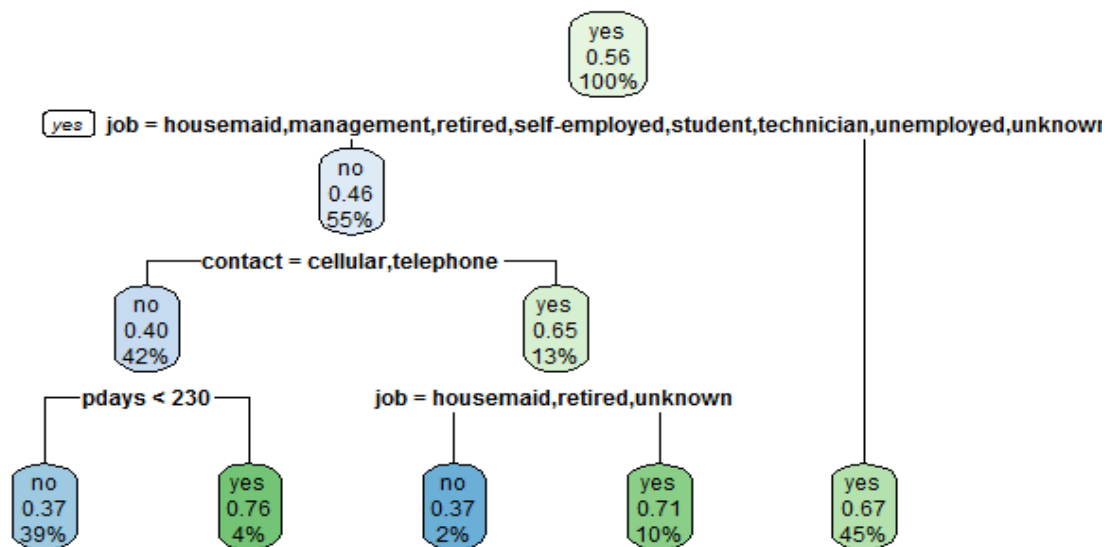 yes
0.56
100%
yes job = housemaid,management,retired,self-employed,student,technician,unemployed,unknown
no
0.46
55%
contact = cellular,telephone
no
0.40
42%
yes
0.65
13%
pdays < 230
job = housemaid,retired,unknown
no
0.37
39%
yes
0.76
4%
no
0.37
2%
yes
0.71
10%
yes
0.67
45%